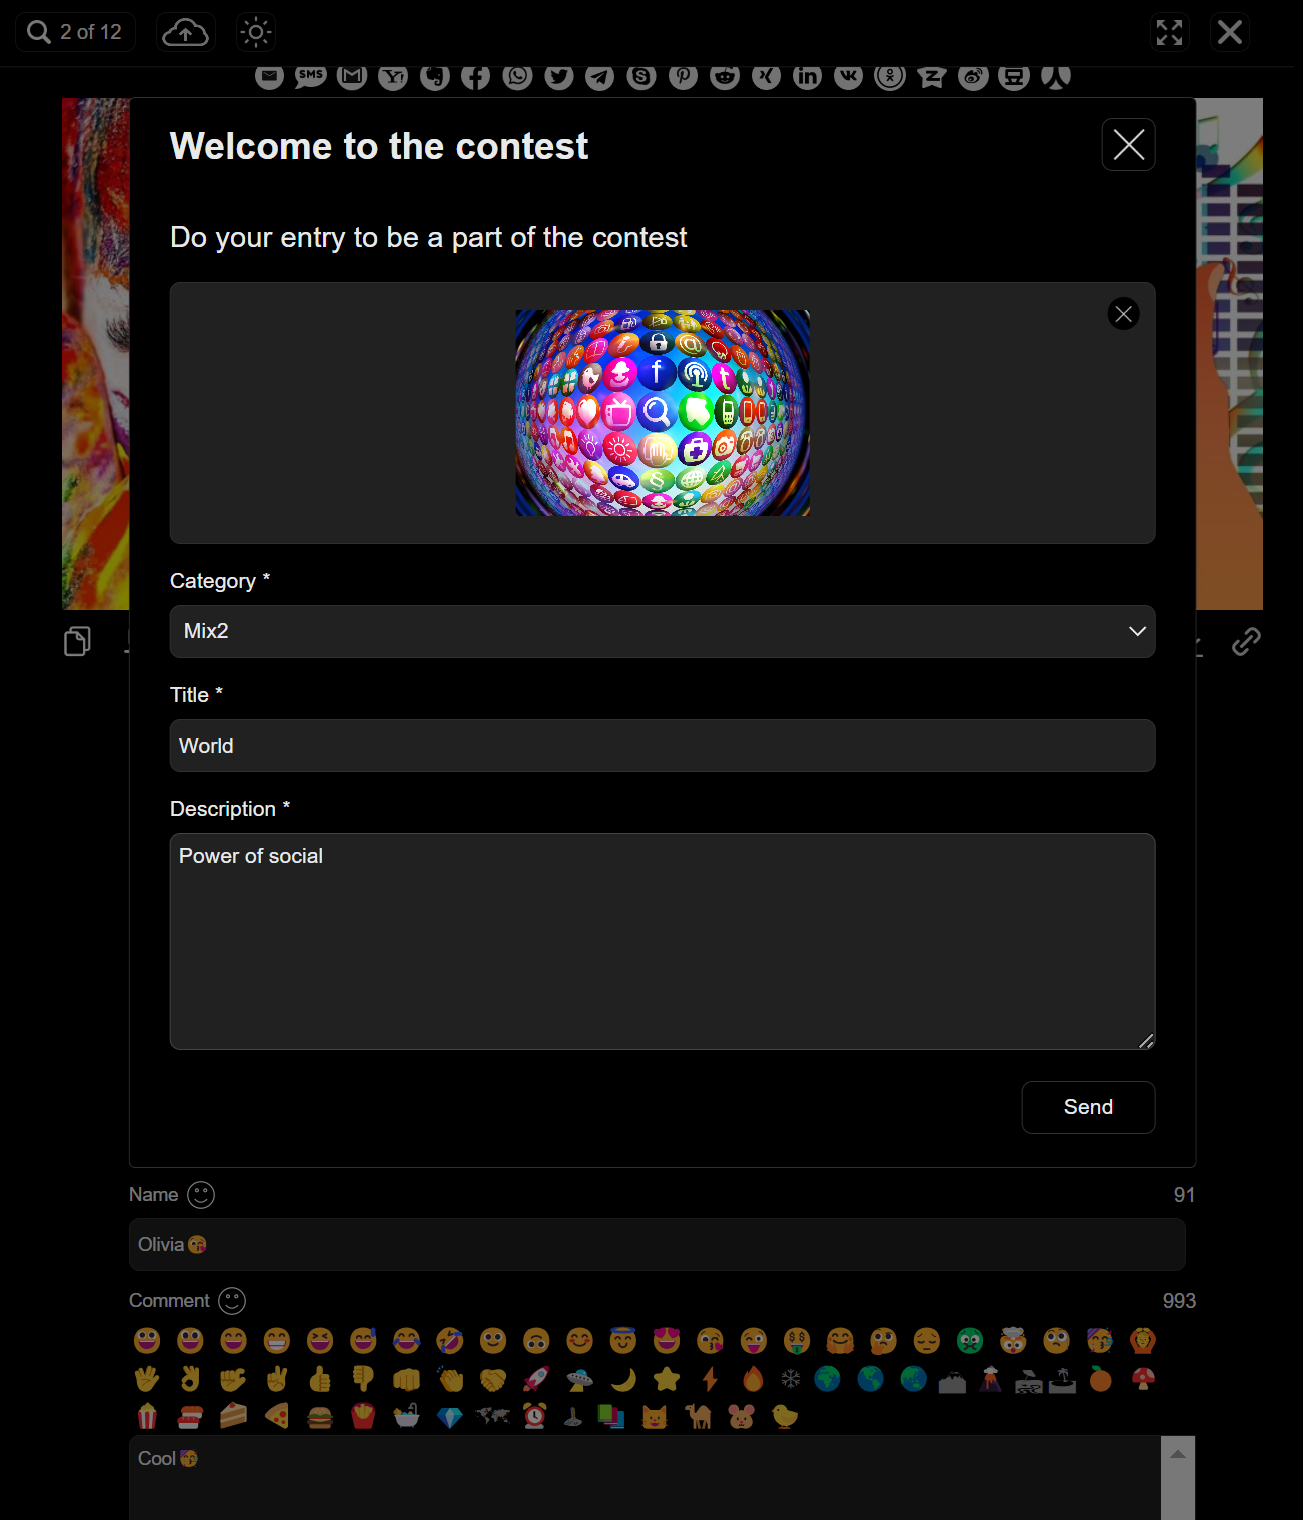 2 of 12
SMS
Welcome to the contest
Do your entry to be a part of the contest
Category *
Mix2
Title *
World
Description *
Power of social
Send
Name
91
Olivia
Comment
993
Cool